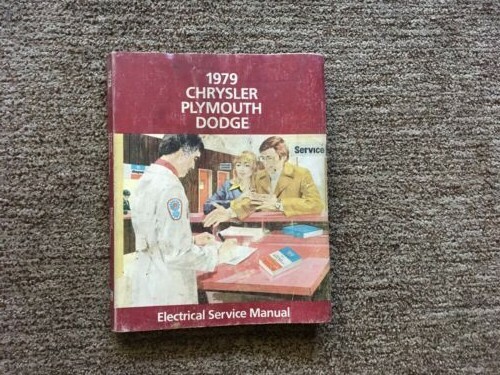 1979
CHRYSLER
PLYMOUTH
DODGE
Service
Electrical Service Manual